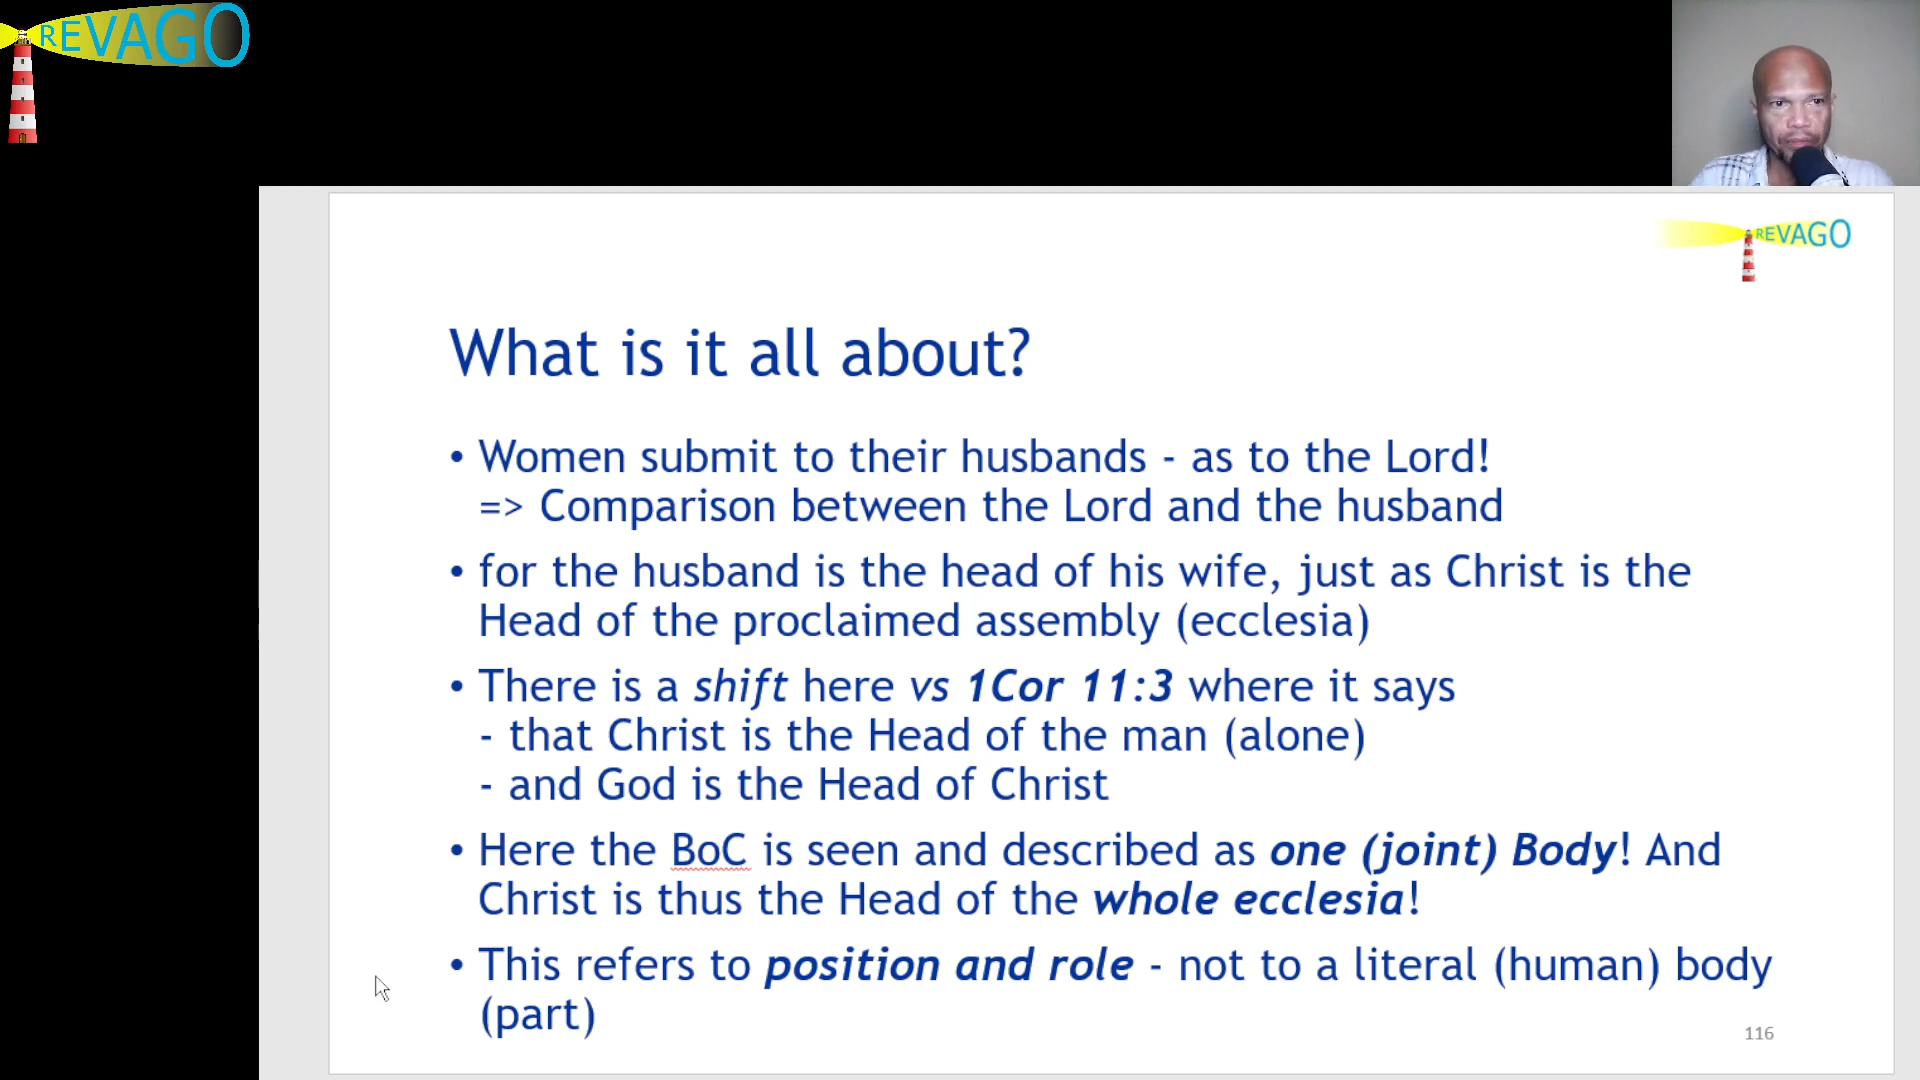 REVAGO
REVAGO
What is it all about?
• Women submit to their husbands - as to the Lord!
=> Comparison between the Lord and the husband
• for the husband is the head of his wife, just as Christ is the
Head of the proclaimed assembly (ecclesia)
• There is a shift here vs 1Cor 11:3 where it says
- that Christ is the Head of the man (alone)
- and God is the Head of Christ
• Here the BoC is seen and described as one (joint) Body! And
Christ is thus the Head of the whole ecclesia!
• This refers to position and role - not to a literal (human) body
(part)
116